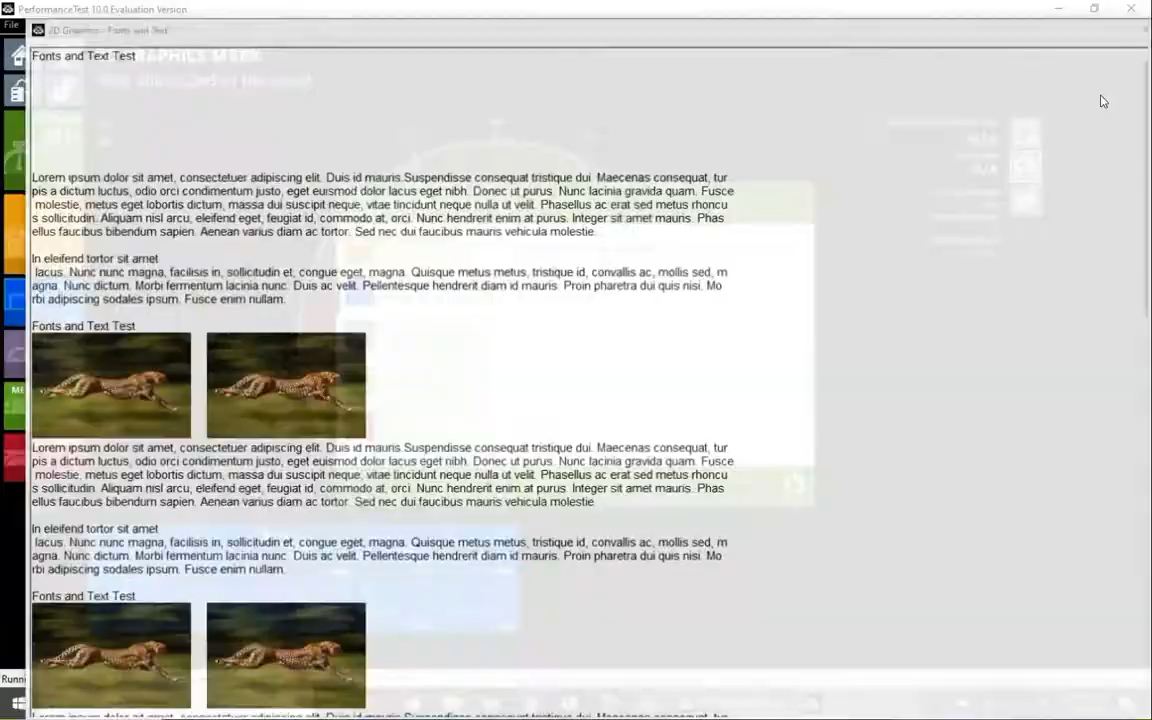 PerformanceTest 10.0 Evaluation Version
File
2D Graphics - Fonts and Text
Fonts and Text Test
Lorem ipsum dolor sit amet, consectetuer adipiscing elit. Duis id mauris.Suspendisse consequat tristique dui. Maecenas consequat, tur
pis a dictum luctus, odio orci condimentum justo, eget euismod dolor lacus eget nibh. Donec ut purus. Nunc lacinia gravida quam. Fusce
molestie, metus eget lobortis dictum, massa dui suscipit neque, vitae tincidunt neque nulla ut velit. Phasellus ac erat sed metus rhoncu
s sollicitudin. Aliquam nisl arcu, eleifend eget, feugiat id, commodo at, orci. Nunc hendrerit enim at purus. Integer sit amet mauris. Phas
ellus faucibus bibendum sapien. Aenean varius diam ac tortor. Sed nec dui faucibus mauris vehicula molestie.
In eleifend tortor sit amet
lacus. Nunc nunc magna, facilisis in, sollicitudin et, congue eget, magna. Quisque metus metus, tristique id, convallis ac, mollis sed, m
agna. Nunc dictum. Morbi fermentum lacinia nunc. Duis ac velit. Pellentesque hendrerit diam id mauris. Proin pharetra dui quis nisi. Mo
rbi adipiscing sodales ipsum. Fusce enim nullam.
Fonts and Text Test
Lorem ipsum dolor sit amet, consectetuer adipiscing elit. Duis id mauris.Suspendisse consequat tristique dui. Maecenas consequat, tur
pis a dictum luctus, odio orci condimentum justo, eget euismod dolor lacus eget nibh. Donec ut purus. Nunc lacinia gravida quam. Fusce
molestie, metus eget lobortis dictum, massa dui suscipit neque, vitae tincidunt neque nulla ut velit. Phasellus ac erat sed metus rhoncu
s sollicitudin. Aliquam nisl arcu, eleifend eget, feugiat id, commodo at, orci. Nunc hendrerit enim at purus. Integer sit amet mauris. Phas
ellus faucibus bibendum sapien. Aenean varius diam ac tortor. Sed nec dui faucibus mauris vehicula molestie.
In eleifend tortor sit amet
lacus. Nunc nunc magna, facilisis in, sollicitudin et, congue eget, magna. Quisque metus metus, tristique id, convallis ac, mollis sed, m
agna. Nunc dictum. Morbi fermentum lacinia nunc. Duis ac velit. Pellentesque hendrerit diam id mauris. Proin pharetra dui quis nisi. Mo
rbi adipiscing sodales ipsum. Fusce enim nullam.
Fonts and Text Test